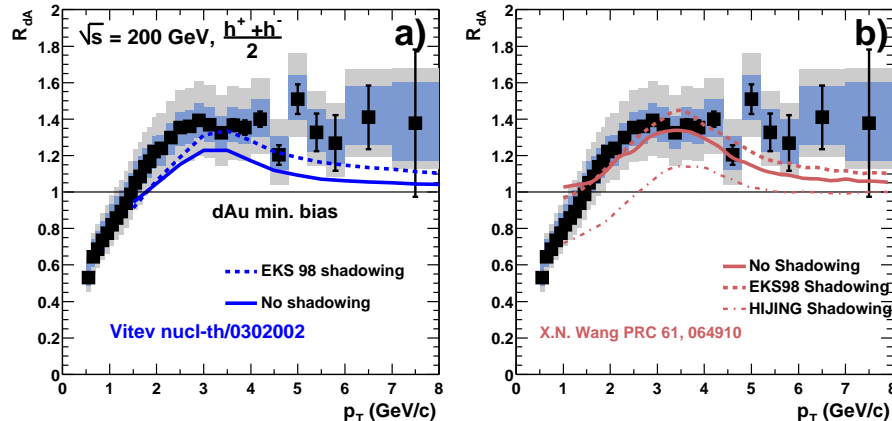 R_dA
2
1.8
1.6
1.4
1.2
1
0.8
0.6
0.4
0.2
0
√s = 200 GeV, (h⁺+h⁻)/2
a)
dAu min. bias
EKS 98 shadowing
No shadowing
Vitev nucl-th/0302002
0 1 2 3 4 5 6 7 8
p_T (GeV/c)
R_dA
2
1.8
1.6
1.4
1.2
1
0.8
0.6
0.4
0.2
0
b)
No Shadowing
EKS98 Shadowing
HIJING Shadowing
X.N. Wang PRC 61, 064910
0 1 2 3 4 5 6 7 8
p_T (GeV/c)